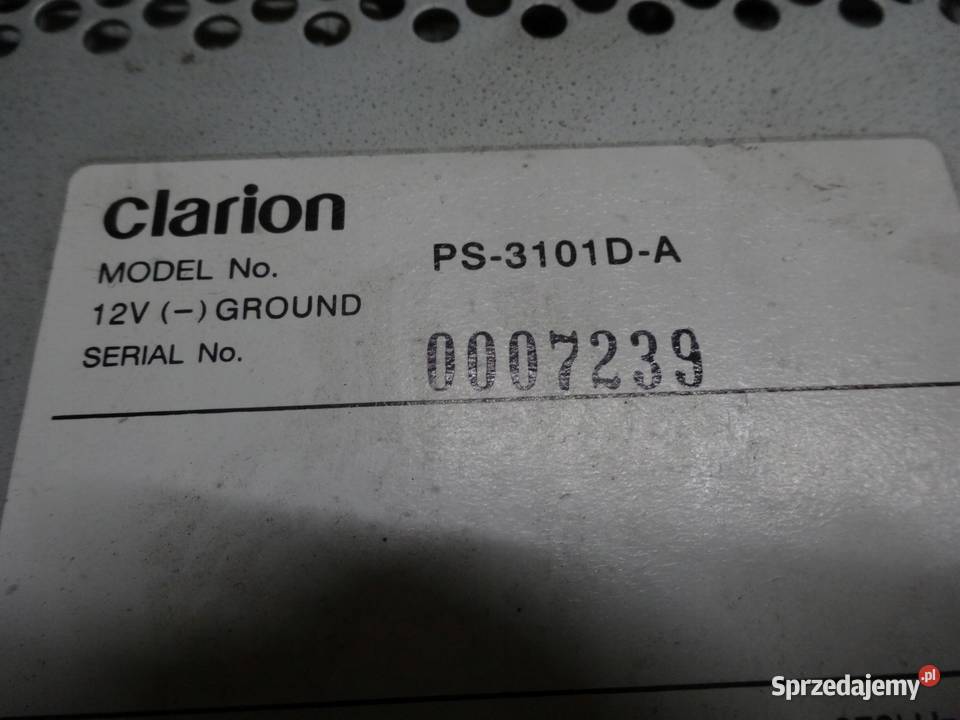 clarion
MODEL No. PS-3101D-A
12V (−) GROUND
SERIAL No. 0007239
Sprzedajemy.pl